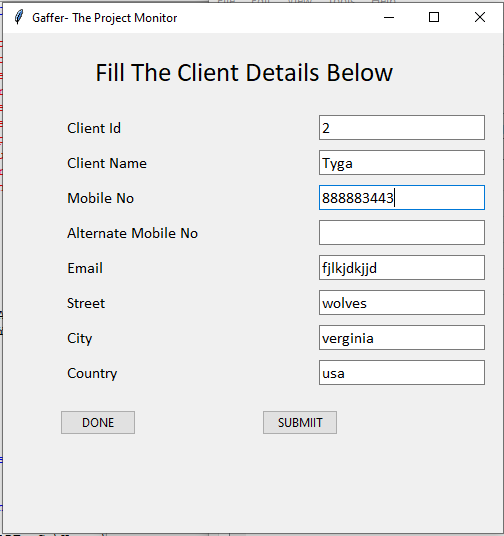 Gaffer- The Project Monitor
Fill The Client Details Below
Client Id 2
Client Name Tyga
Mobile No 888883443
Alternate Mobile No
Email fjlkjdkjjd
Street wolves
City verginia
Country usa
DONE SUBMIIT